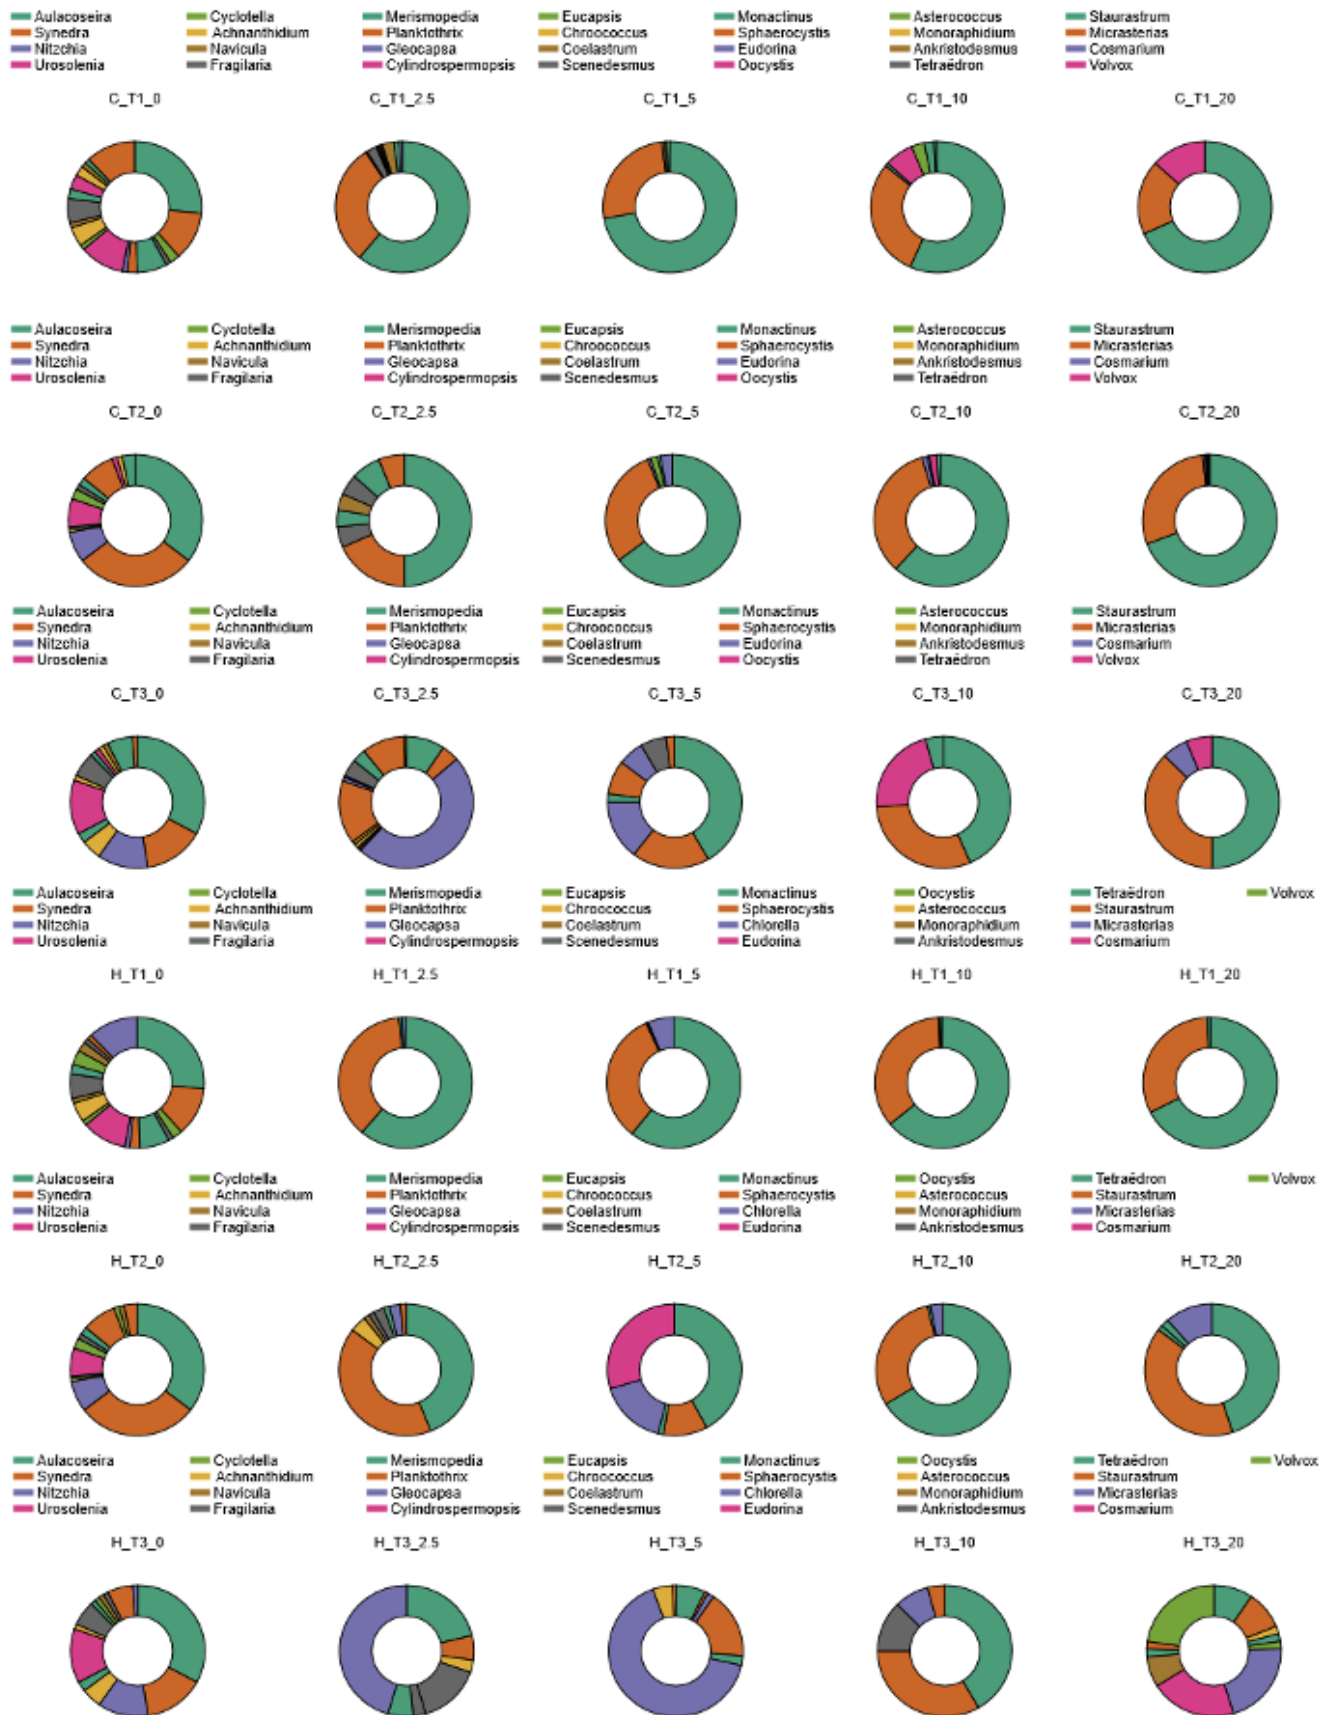 Aulacoseira Cyclotella Merismopedia Eucapsis Monactinus Asterococcus Staurastrum
Synedra Achnanthidium Planktothrix Chroococcus Sphaerocystis Monoraphidium Micrasterias
Nitzchia Navicula Gleocapsa Coelastrum Eudorina Ankristodesmus Cosmarium
Urosolenia Fragilaria Cylindrospermopsis Scenedesmus Oocystis Tetraëdron Volvox
C_T1_0 C_T1_2.5 C_T1_5 C_T1_10 C_T1_20
Aulacoseira Cyclotella Merismopedia Eucapsis Monactinus Asterococcus Staurastrum
Synedra Achnanthidium Planktothrix Chroococcus Sphaerocystis Monoraphidium Micrasterias
Nitzchia Navicula Gleocapsa Coelastrum Eudorina Ankristodesmus Cosmarium
Urosolenia Fragilaria Cylindrospermopsis Scenedesmus Oocystis Tetraëdron Volvox
C_T2_0 C_T2_2.5 C_T2_5 C_T2_10 C_T2_20
Aulacoseira Cyclotella Merismopedia Eucapsis Monactinus Asterococcus Staurastrum
Synedra Achnanthidium Planktothrix Chroococcus Sphaerocystis Monoraphidium Micrasterias
Nitzchia Navicula Gleocapsa Coelastrum Eudorina Ankristodesmus Cosmarium
Urosolenia Fragilaria Cylindrospermopsis Scenedesmus Oocystis Tetraëdron Volvox
C_T3_0 C_T3_2.5 C_T3_5 C_T3_10 C_T3_20
Aulacoseira Cyclotella Merismopedia Eucapsis Monactinus Oocystis Tetraëdron Volvox
Synedra Achnanthidium Planktothrix Chroococcus Sphaerocystis Asterococcus Staurastrum
Nitzchia Navicula Gleocapsa Coelastrum Chlorella Monoraphidium Micrasterias
Urosolenia Fragilaria Cylindrospermopsis Scenedesmus Eudorina Ankristodesmus Cosmarium
H_T1_0 H_T1_2.5 H_T1_5 H_T1_10 H_T1_20
Aulacoseira Cyclotella Merismopedia Eucapsis Monactinus Oocystis Tetraëdron Volvox
Synedra Achnanthidium Planktothrix Chroococcus Sphaerocystis Asterococcus Staurastrum
Nitzchia Navicula Gleocapsa Coelastrum Chlorella Monoraphidium Micrasterias
Urosolenia Fragilaria Cylindrospermopsis Scenedesmus Eudorina Ankristodesmus Cosmarium
H_T2_0 H_T2_2.5 H_T2_5 H_T2_10 H_T2_20
Aulacoseira Cyclotella Merismopedia Eucapsis Monactinus Oocystis Tetraëdron Volvox
Synedra Achnanthidium Planktothrix Chroococcus Sphaerocystis Asterococcus Staurastrum
Nitzchia Navicula Gleocapsa Coelastrum Chlorella Monoraphidium Micrasterias
Urosolenia Fragilaria Cylindrospermopsis Scenedesmus Eudorina Ankristodesmus Cosmarium
H_T3_0 H_T3_2.5 H_T3_5 H_T3_10 H_T3_20